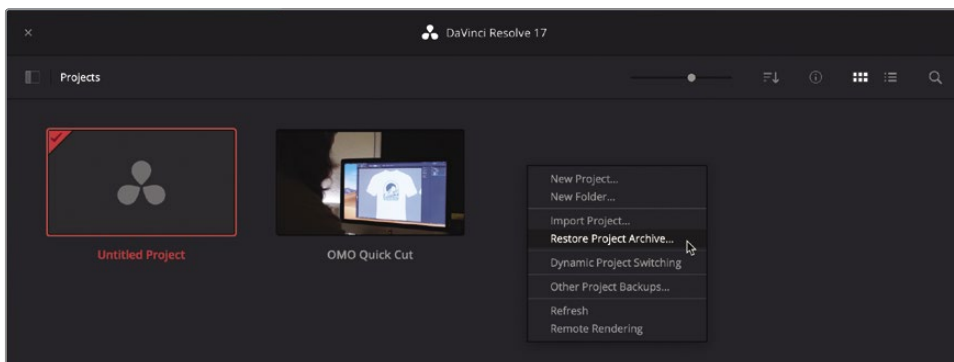 DaVinci Resolve 17
Projects
New Project...
New Folder...
Import Project...
Restore Project Archive...
Dynamic Project Switching
Other Project Backups...
Refresh
Remote Rendering
Untitled Project
OMO Quick Cut